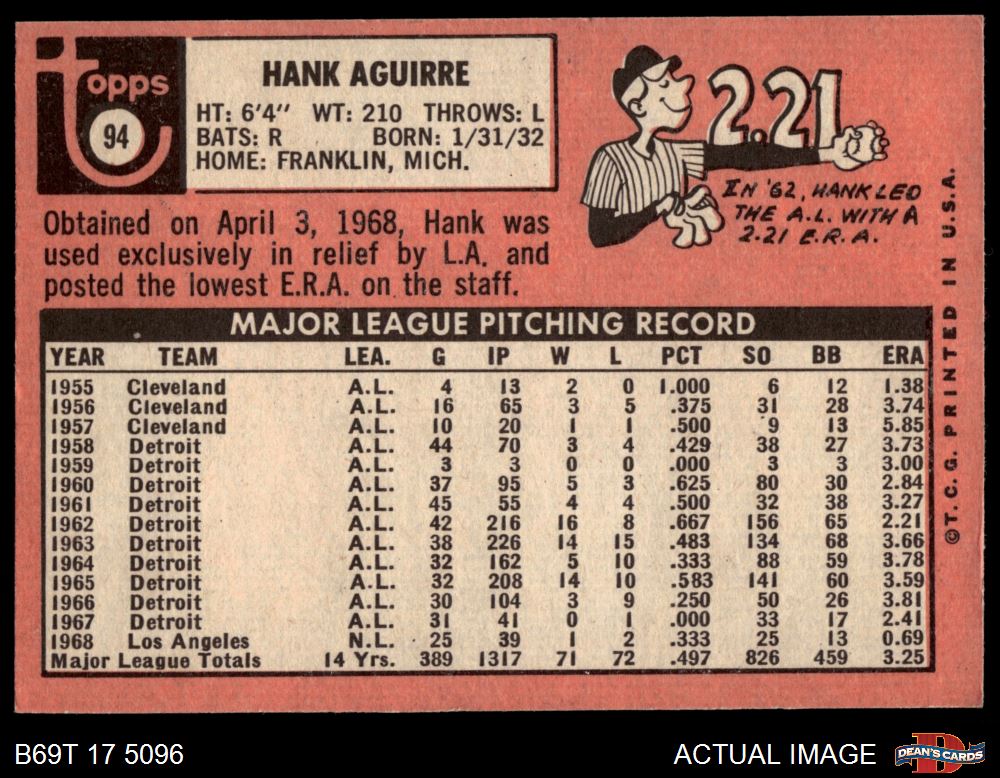 topps
94
HANK AGUIRRE
HT: 6'4" WT: 210 THROWS: L
BATS: R BORN: 1/31/32
HOME: FRANKLIN, MICH.
2.21
IN '62, HANK LED
THE A.L. WITH A
2.21 E.R.A.
Obtained on April 3, 1968, Hank was
used exclusively in relief by L.A. and
posted the lowest E.R.A. on the staff.
MAJOR LEAGUE PITCHING RECORD
YEAR TEAM LEA. G IP W L PCT SO BB ERA
1955 Cleveland A.L. 4 13 2 0 1.000 6 12 1.38
1956 Cleveland A.L. 16 65 3 5 .375 31 28 3.74
1957 Cleveland A.L. 10 20 1 1 .500 9 13 5.85
1958 Detroit A.L. 44 70 3 4 .429 38 27 3.73
1959 Detroit A.L. 3 3 0 0 .000 3 3 3.00
1960 Detroit A.L. 37 95 5 3 .625 80 30 2.84
1961 Detroit A.L. 45 55 4 4 .500 32 38 3.27
1962 Detroit A.L. 42 216 16 8 .667 156 65 2.21
1963 Detroit A.L. 38 226 14 15 .483 134 68 3.66
1964 Detroit A.L. 32 162 5 10 .333 88 59 3.78
1965 Detroit A.L. 32 208 14 10 .583 141 60 3.59
1966 Detroit A.L. 30 104 3 9 .250 50 26 3.81
1967 Detroit A.L. 31 41 0 1 .000 33 17 2.41
1968 Los Angeles N.L. 25 39 1 2 .333 25 13 0.69
Major League Totals 14 Yrs. 389 1317 71 72 .497 826 459 3.25
©T.C.G. PRINTED IN U.S.A.
B69T 17 5096
ACTUAL IMAGE
DEAN'S CARDS